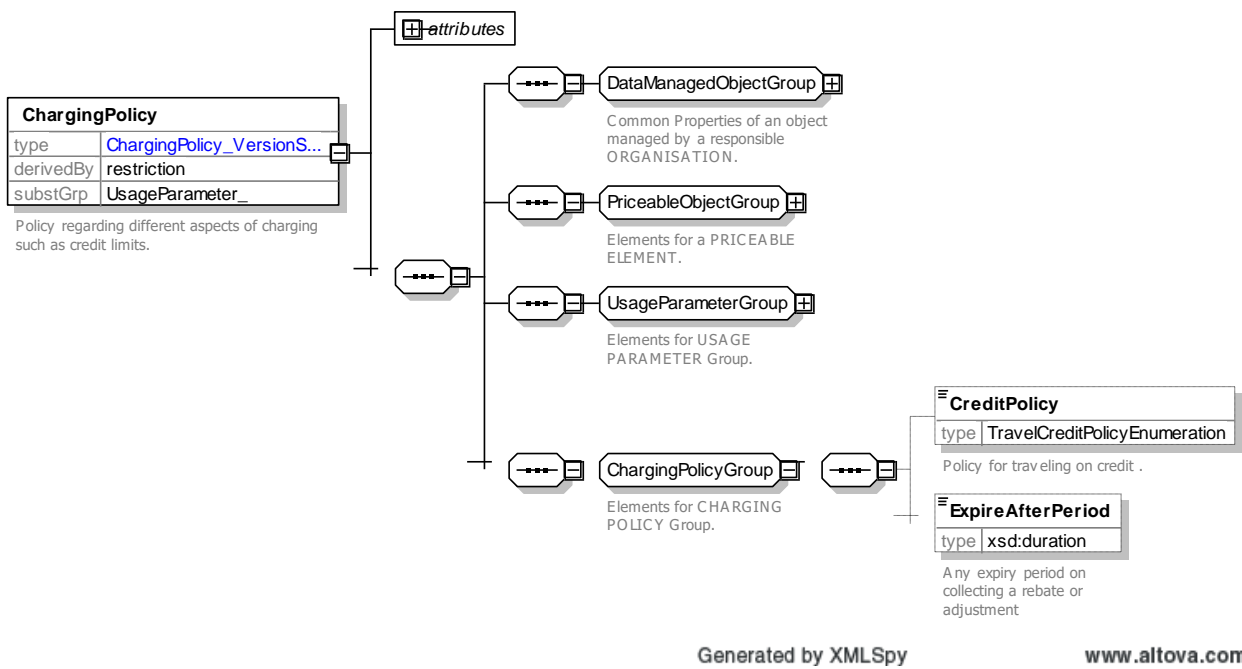 attributes
ChargingPolicy
type ChargingPolicy_VersionS...
derivedBy restriction
substGrp UsageParameter_
Policy regarding different aspects of charging
such as credit limits.
DataManagedObjectGroup
Common Properties of an object
managed by a responsible
ORGANISATION.
PriceableObjectGroup
Elements for a PRICEABLE
ELEMENT.
UsageParameterGroup
Elements for USAGE
PARAMETER Group.
ChargingPolicyGroup
Elements for CHARGING
POLICY Group.
CreditPolicy
type TravelCreditPolicyEnumeration
Policy for traveling on credit .
ExpireAfterPeriod
type xsd:duration
Any expiry period on
collecting a rebate or
adjustment
Generated by XMLSpy www.altova.com